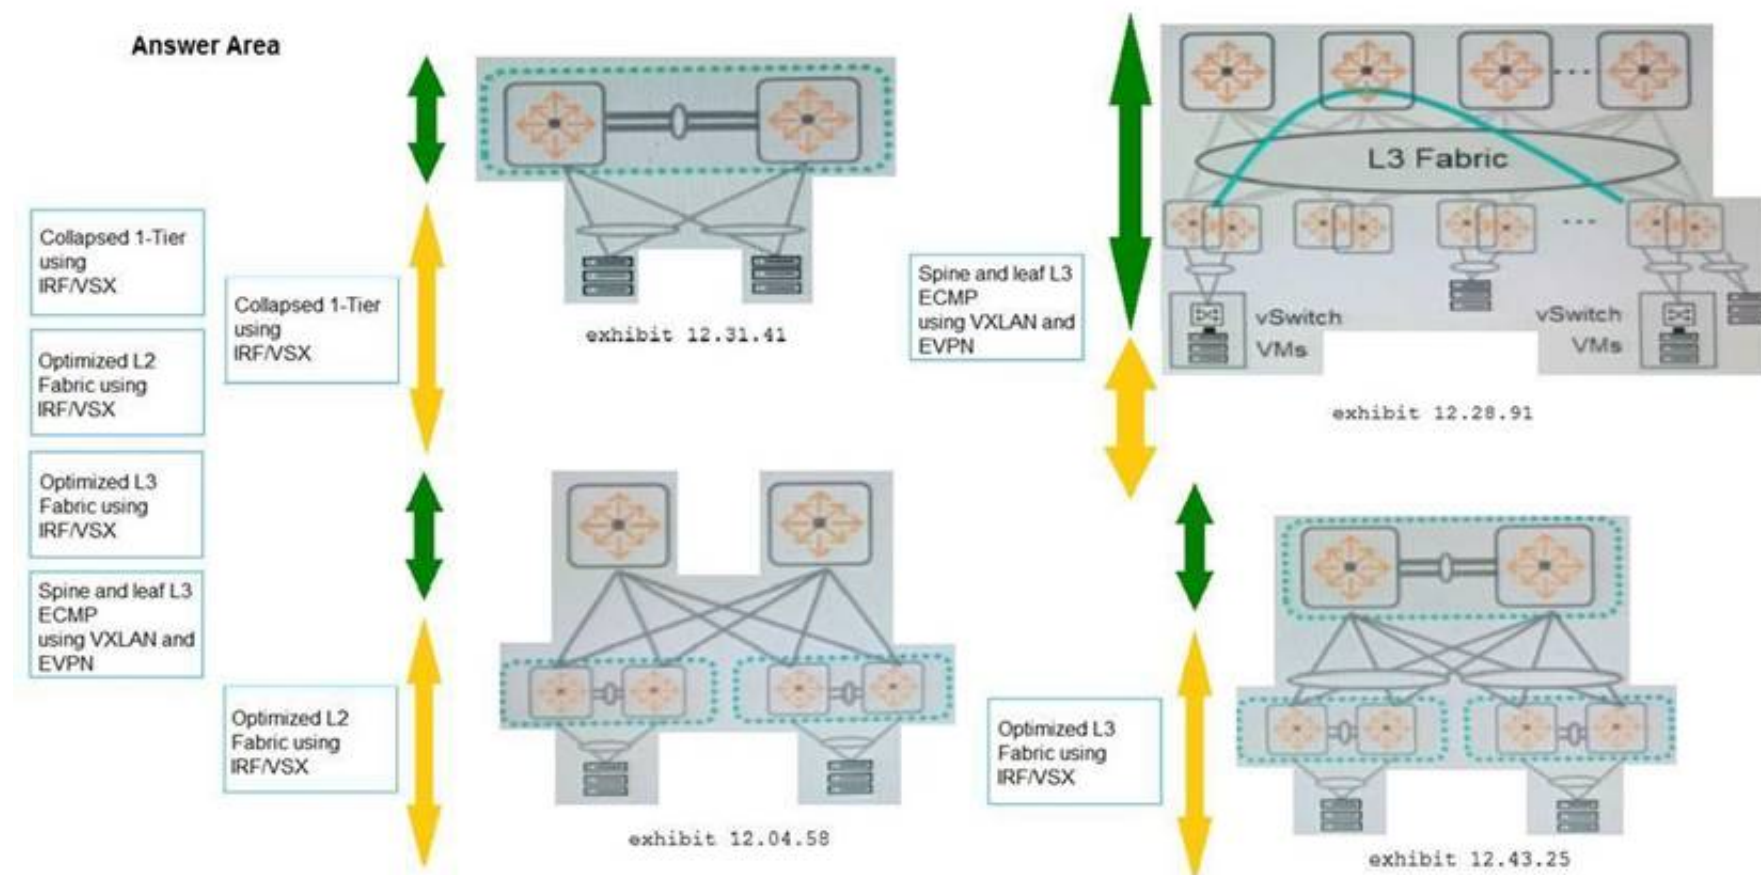 Answer Area
Collapsed 1-Tier
using
IRF/VSX
Optimized L2
Fabric using
IRF/VSX
Optimized L3
Fabric using
IRF/VSX
Spine and leaf L3
ECMP
using VXLAN and
EVPN
Collapsed 1-Tier
using
IRF/VSX
exhibit 12.31.41
Optimized L2
Fabric using
IRF/VSX
exhibit 12.04.58
Spine and leaf L3
ECMP
using VXLAN and
EVPN
L3 Fabric
vSwitch
VMs
vSwitch
VMs
exhibit 12.28.91
Optimized L3
Fabric using
IRF/VSX
exhibit 12.43.25